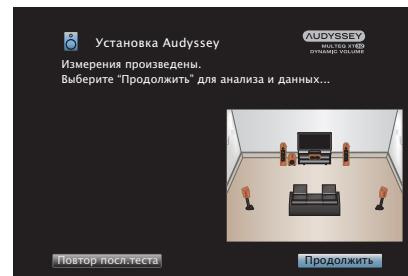 Установка Audyssey
AUDYSSEY
MULTEQ XT32
DYNAMIC VOLUME
Измерения произведены.
Выберите “Продолжить” для анализа и данных...
Повтор посл.теста
Продолжить